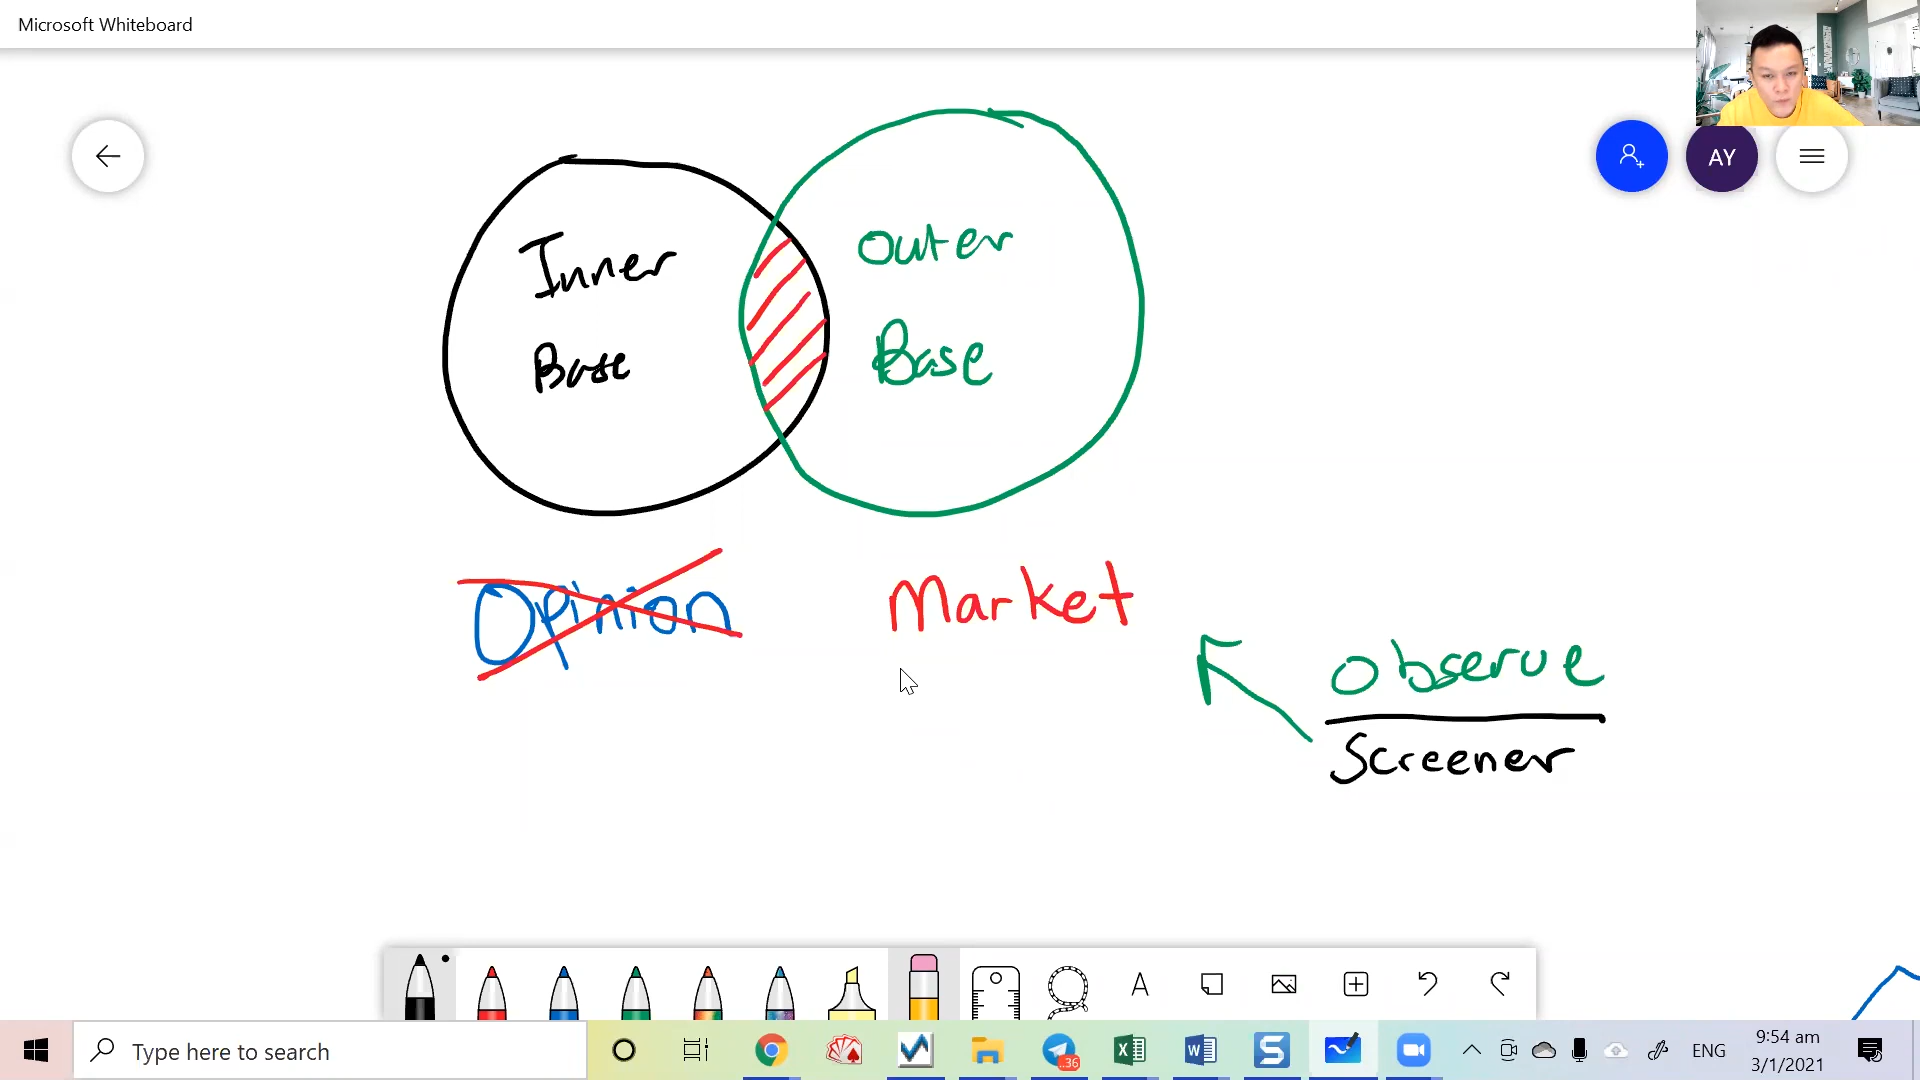 Microsoft Whiteboard
AY
Inner
Base
Outer
Base
Opinion
Market
Observe
Screener
A
Type here to search
36
X
W
S
ENG
9:54 am
3/1/2021